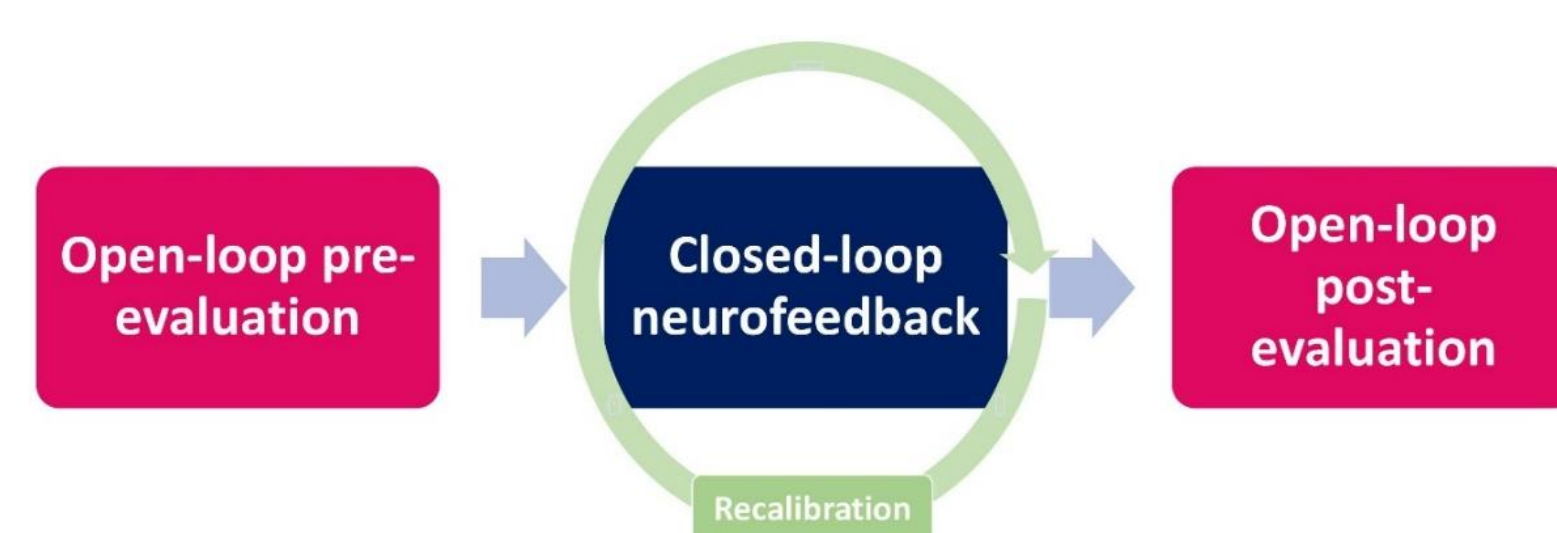 Open-loop pre-
evaluation
Closed-loop
neurofeedback
Open-loop
post-
evaluation
Recalibration